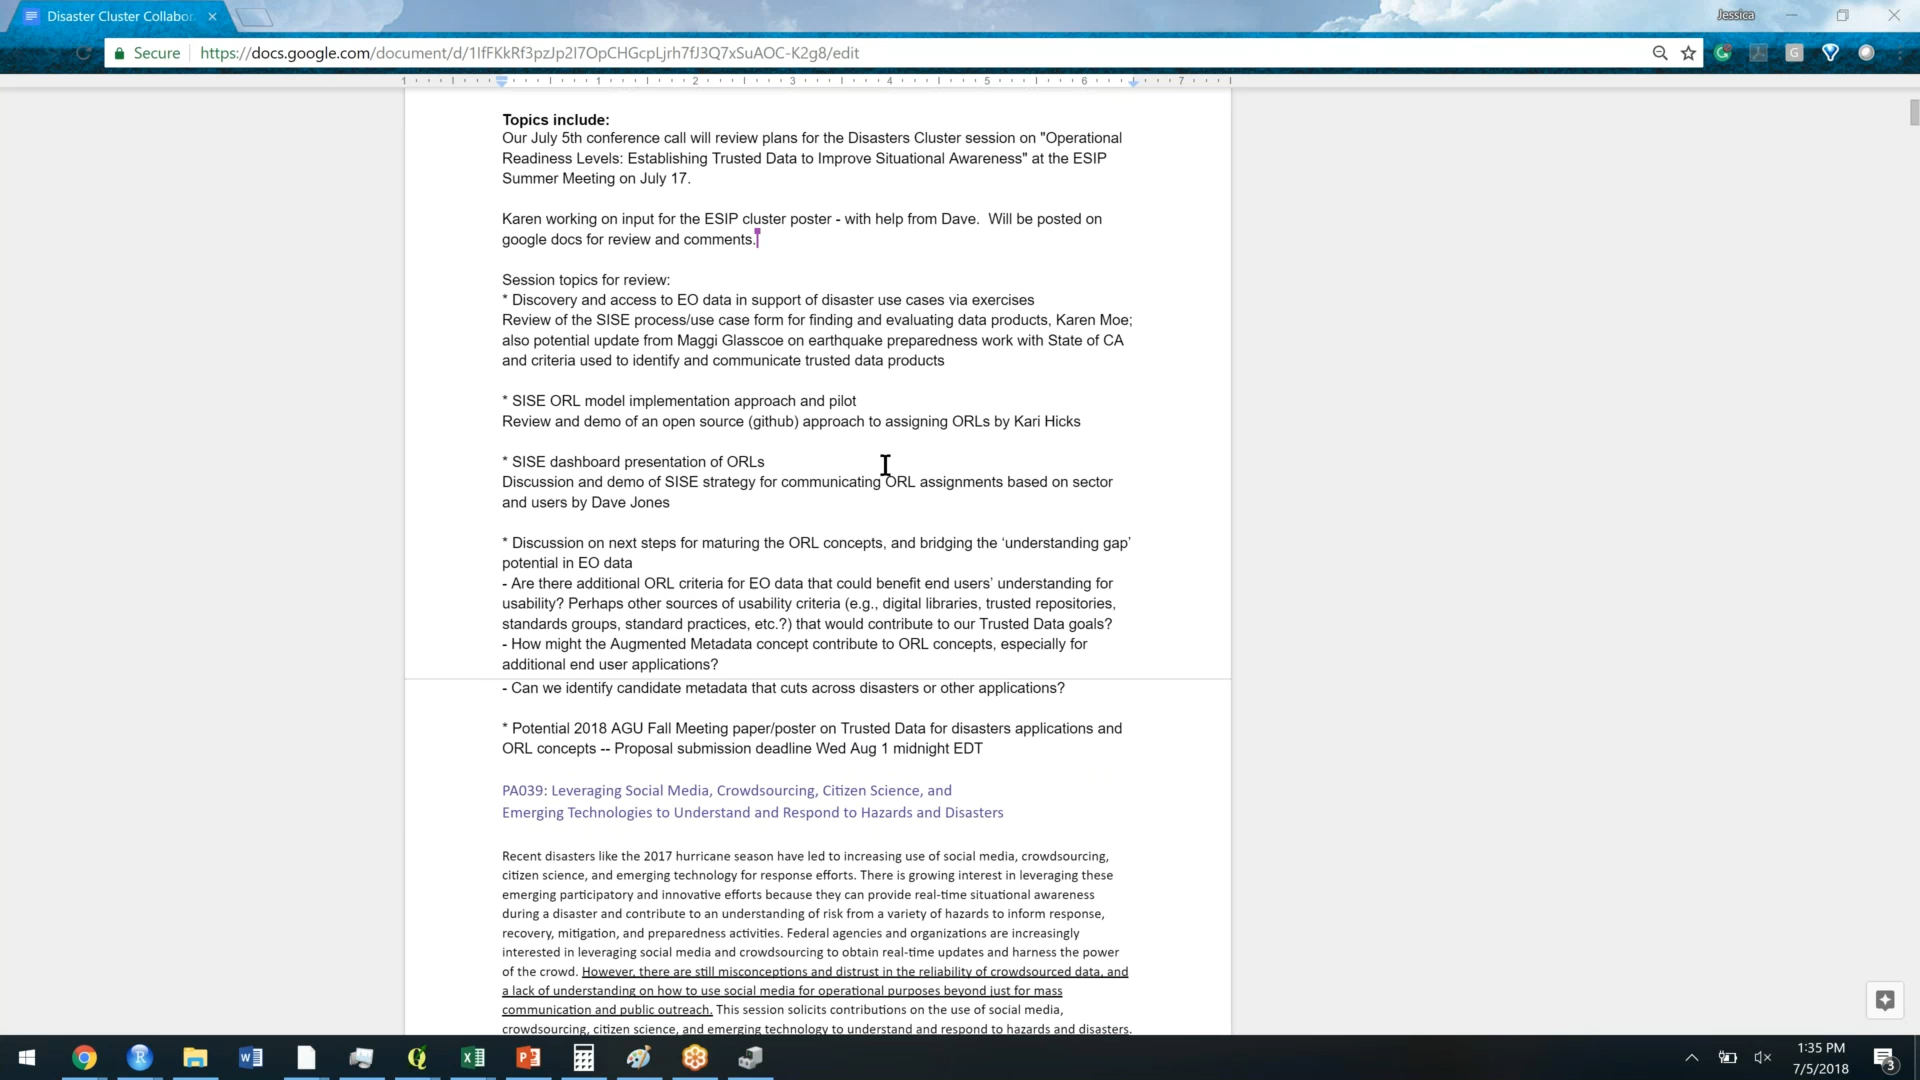 Disaster Cluster Collabor
Jessica
Secure
https://docs.google.com/document/d/1IfFKkRf3pzJp2I7OpCHGcpLjrh7fJ3Q7xSuAOC-K2g8/edit
1 1 2 3 4 5 6 7
Topics include:
Our July 5th conference call will review plans for the Disasters Cluster session on "Operational
Readiness Levels: Establishing Trusted Data to Improve Situational Awareness" at the ESIP
Summer Meeting on July 17.
Karen working on input for the ESIP cluster poster - with help from Dave.  Will be posted on
google docs for review and comments.
Session topics for review:
* Discovery and access to EO data in support of disaster use cases via exercises
Review of the SISE process/use case form for finding and evaluating data products, Karen Moe;
also potential update from Maggi Glasscoe on earthquake preparedness work with State of CA
and criteria used to identify and communicate trusted data products
* SISE ORL model implementation approach and pilot
Review and demo of an open source (github) approach to assigning ORLs by Kari Hicks
* SISE dashboard presentation of ORLs
Discussion and demo of SISE strategy for communicating ORL assignments based on sector
and users by Dave Jones
* Discussion on next steps for maturing the ORL concepts, and bridging the ‘understanding gap’
potential in EO data
- Are there additional ORL criteria for EO data that could benefit end users’ understanding for
usability? Perhaps other sources of usability criteria (e.g., digital libraries, trusted repositories,
standards groups, standard practices, etc.?) that would contribute to our Trusted Data goals?
- How might the Augmented Metadata concept contribute to ORL concepts, especially for
additional end user applications?
- Can we identify candidate metadata that cuts across disasters or other applications?
* Potential 2018 AGU Fall Meeting paper/poster on Trusted Data for disasters applications and
ORL concepts -- Proposal submission deadline Wed Aug 1 midnight EDT
PA039: Leveraging Social Media, Crowdsourcing, Citizen Science, and
Emerging Technologies to Understand and Respond to Hazards and Disasters
Recent disasters like the 2017 hurricane season have led to increasing use of social media, crowdsourcing,
citizen science, and emerging technology for response efforts. There is growing interest in leveraging these
emerging participatory and innovative efforts because they can provide real-time situational awareness
during a disaster and contribute to an understanding of risk from a variety of hazards to inform response,
recovery, mitigation, and preparedness activities. Federal agencies and organizations are increasingly
interested in leveraging social media and crowdsourcing to obtain real-time updates and harness the power
of the crowd. However, there are still misconceptions and distrust in the reliability of crowdsourced data, and
a lack of understanding on how to use social media for operational purposes beyond just for mass
communication and public outreach. This session solicits contributions on the use of social media,
crowdsourcing, citizen science, and emerging technology to understand and respond to hazards and disasters.
1:35 PM
7/5/2018
3